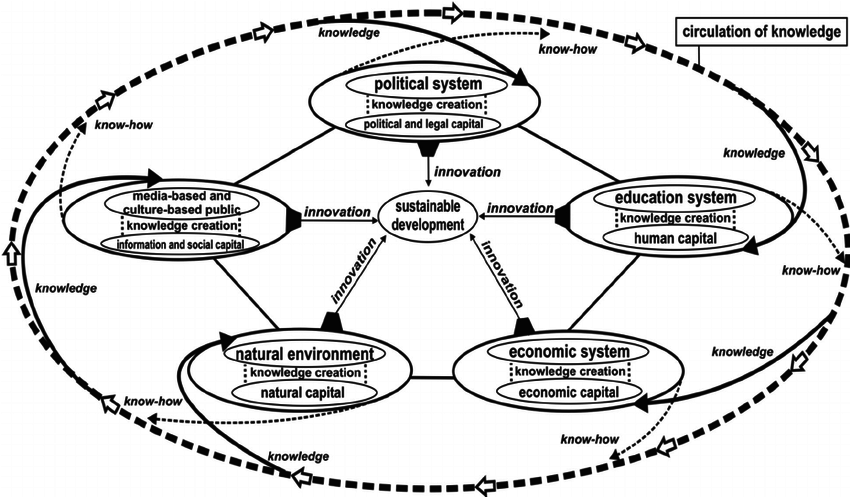 knowledge
know-how
circulation of knowledge
political system
knowledge creation
political and legal capital
know-how
knowledge
innovation
media-based and
culture-based public
knowledge creation
information and social capital
innovation
sustainable
development
innovation
education system
knowledge creation
human capital
know-how
knowledge
innovation
innovation
natural environment
knowledge creation
natural capital
economic system
knowledge creation
economic capital
knowledge
know-how
know-how
knowledge